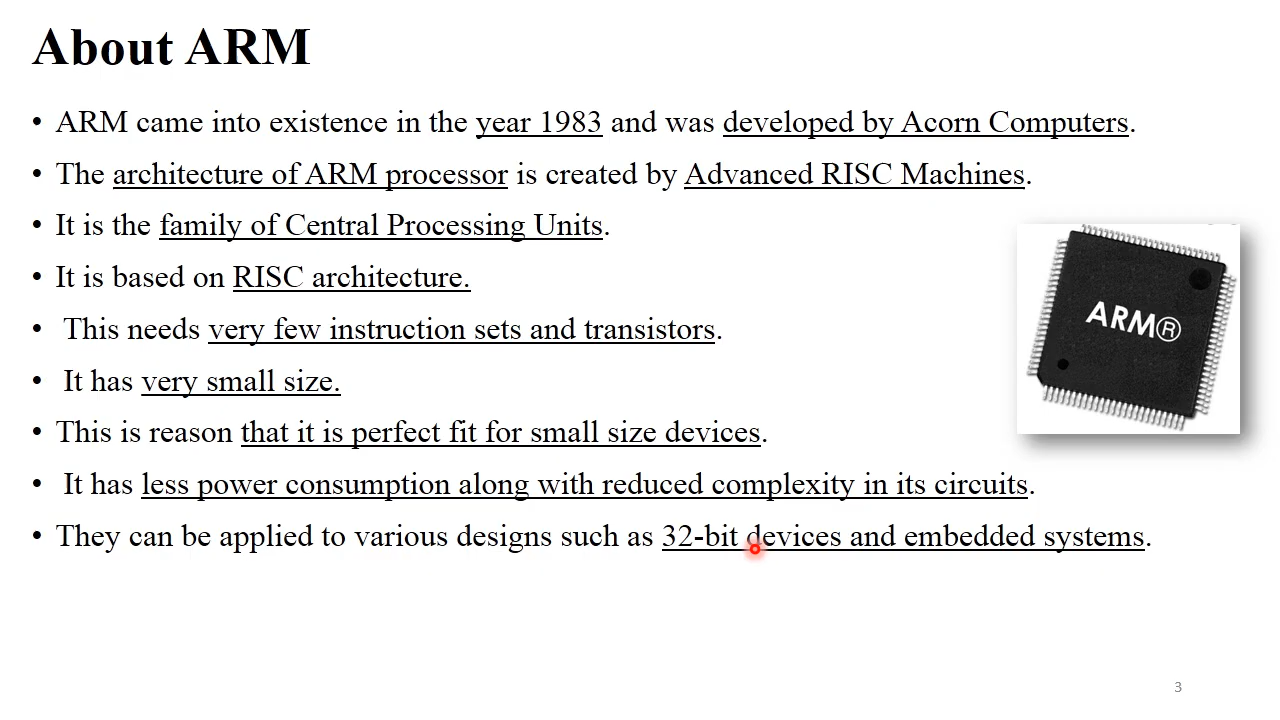 About ARM
• ARM came into existence in the year 1983 and was developed by Acorn Computers.
• The architecture of ARM processor is created by Advanced RISC Machines.
• It is the family of Central Processing Units.
• It is based on RISC architecture.
• This needs very few instruction sets and transistors.
• It has very small size.
• This is reason that it is perfect fit for small size devices.
• It has less power consumption along with reduced complexity in its circuits.
• They can be applied to various designs such as 32-bit devices and embedded systems.
ARM®
3